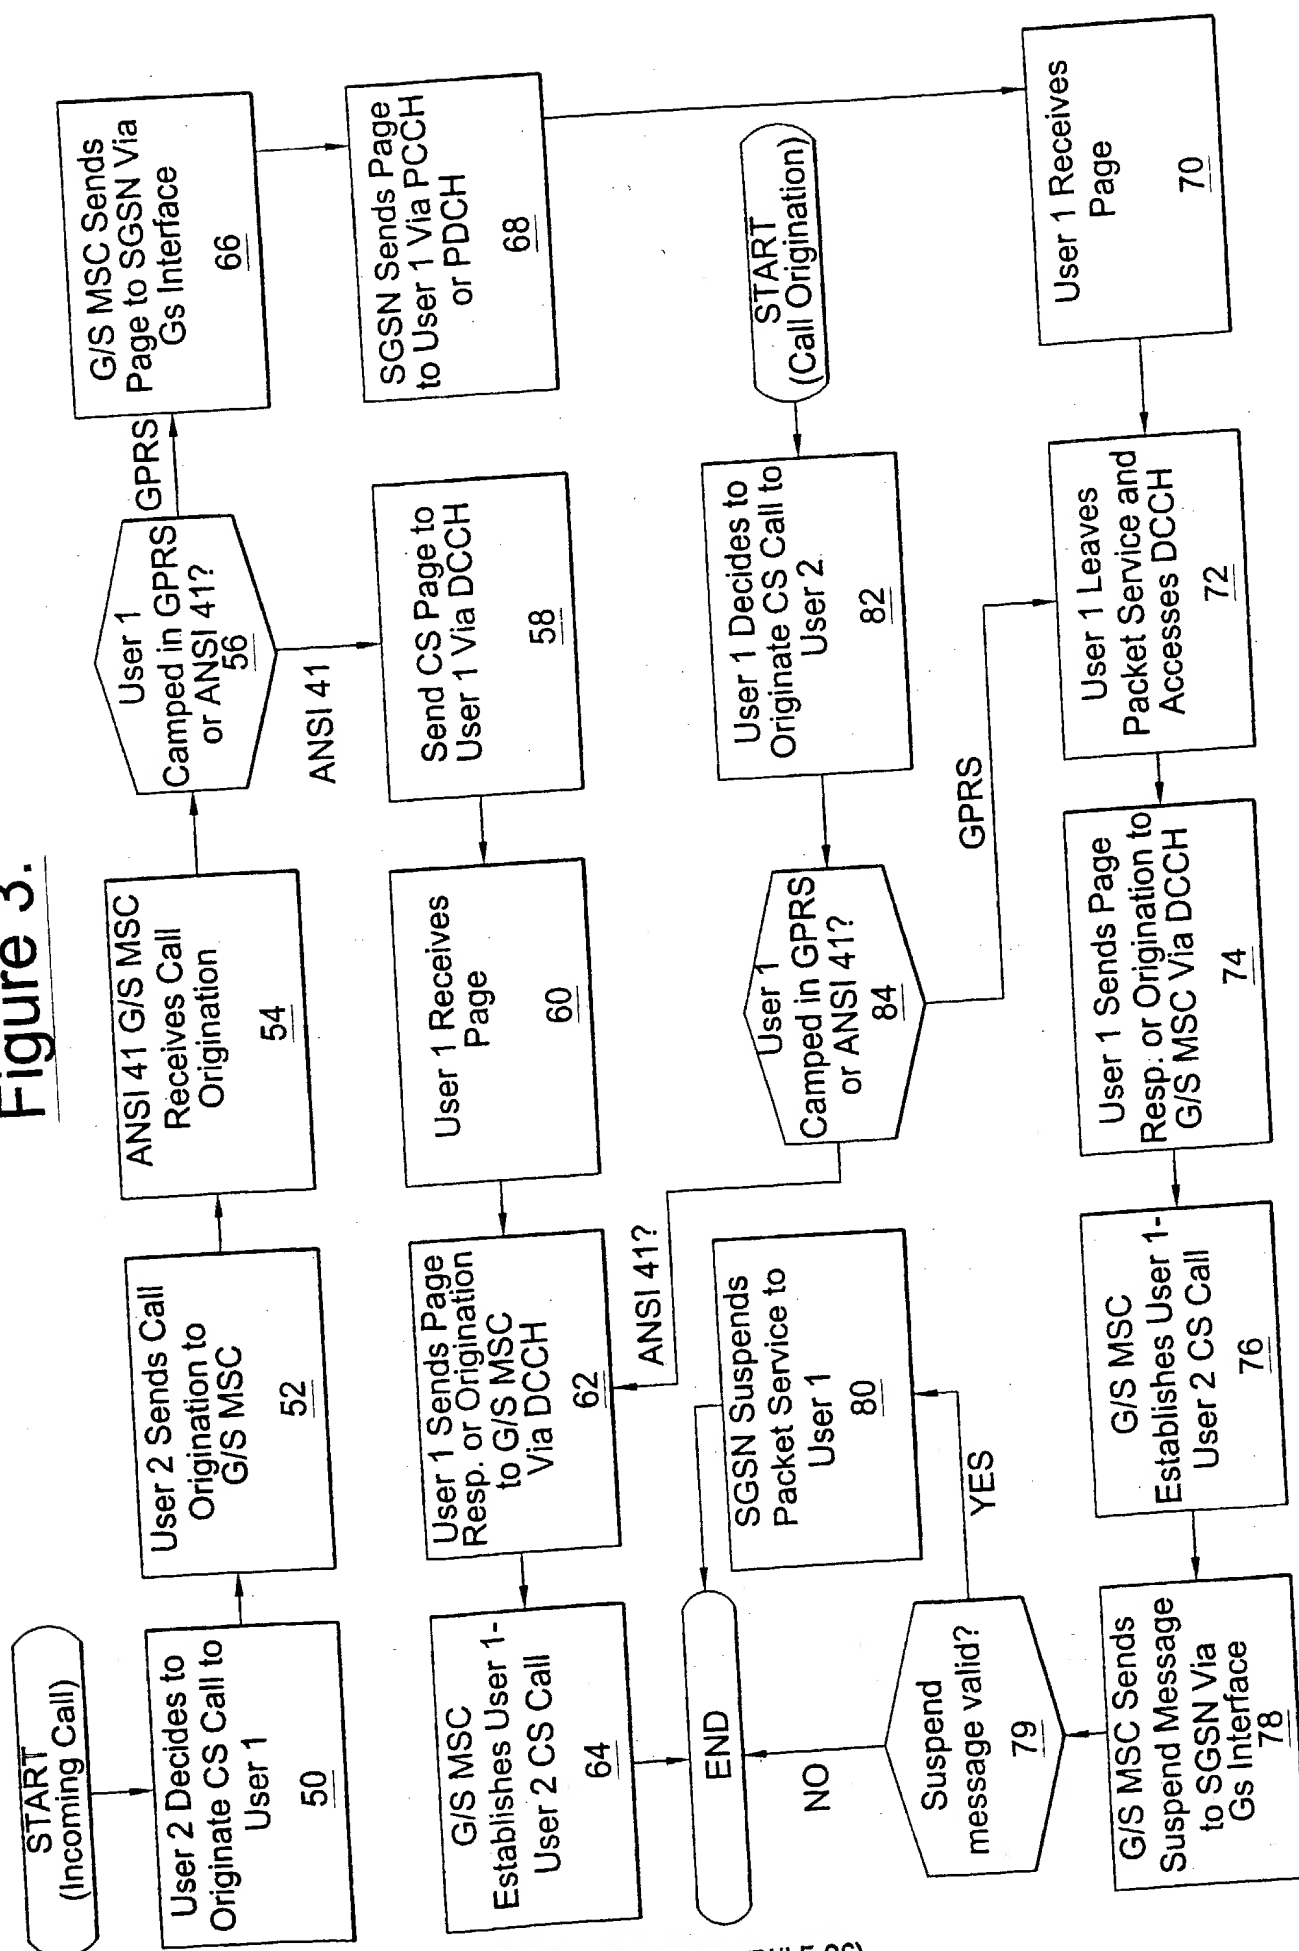 Figure 3.
START
(Incoming Call)
User 2 Decides to
Originate CS Call to
User 1
50
User 2 Sends Call
Origination to
G/S MSC
52
ANSI 41 G/S MSC
Receives Call
Origination
54
User 1
Camped in GPRS
or ANSI 41?
56
GPRS
G/S MSC Sends
Page to SGSN Via
Gs Interface
66
SGSN Sends Page
to User 1 Via PCCH
or PDCH
68
ANSI 41
Send CS Page to
User 1 Via DCCH
58
User 1 Receives
Page
60
User 1 Sends Page
Resp. or Origination
to G/S MSC
Via DCCH
62
G/S MSC
Establishes User 1-
User 2 CS Call
64
END
START
(Call Origination)
User 1 Decides to
Originate CS Call to
User 2
82
User 1
Camped in GPRS
or ANSI 41?
84
ANSI 41?
GPRS
SGSN Suspends
Packet Service to
User 1
80
YES
NO
Suspend
message valid?
79
User 1 Receives
Page
70
User 1 Leaves
Packet Service and
Accesses DCCH
72
User 1 Sends Page
Resp. or Origination to
G/S MSC Via DCCH
74
G/S MSC
Establishes User 1-
User 2 CS Call
76
G/S MSC Sends
Suspend Message
to SGSN Via
Gs Interface
78